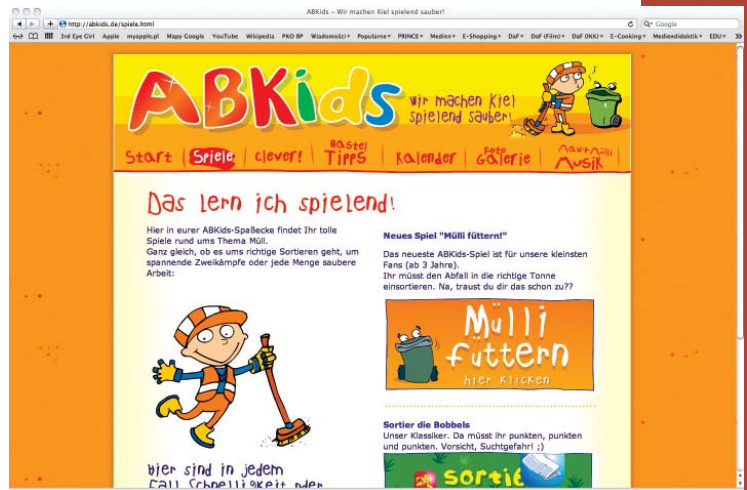 ABKids – Wir machen Kiel spielend sauber!
http://abkids.de/spiele.html
Google
3rd Eye Girl Apple myapple.pl Mapy Google YouTube Wikipedia PKO BP Wiadomości Popularne PRINCE Medien E-Shopping DaF DaF (Film) DaF (IKK) E-Cooking Mediendidaktik EDU
ABKids
wir machen Kiel
spielend sauber!
Start Spiele clever! Bastel Tipps Kalender Foto Galerie Max+Mülli Musik
Das lern ich spielend!
Hier in eurer ABKids-Spaßecke findet Ihr tolle
Spiele rund ums Thema Müll.
Ganz gleich, ob es ums richtige Sortieren geht, um
spannende Zweikämpfe oder jede Menge saubere
Arbeit:
hier sind in jedem
Fall Schnelligkeit oder
Neues Spiel "Mülli füttern!"
Das neueste ABKids-Spiel ist für unsere kleinsten
Fans (ab 3 Jahre).
Ihr müsst den Abfall in die richtige Tonne
einsortieren. Na, traust du dir das schon zu??
Mülli
füttern
hier klicken
Sortier die Bobbels
Unser Klassiker. Da müsst ihr punkten, punkten
und punkten. Vorsicht, Suchtgefahr! ;)
sortie